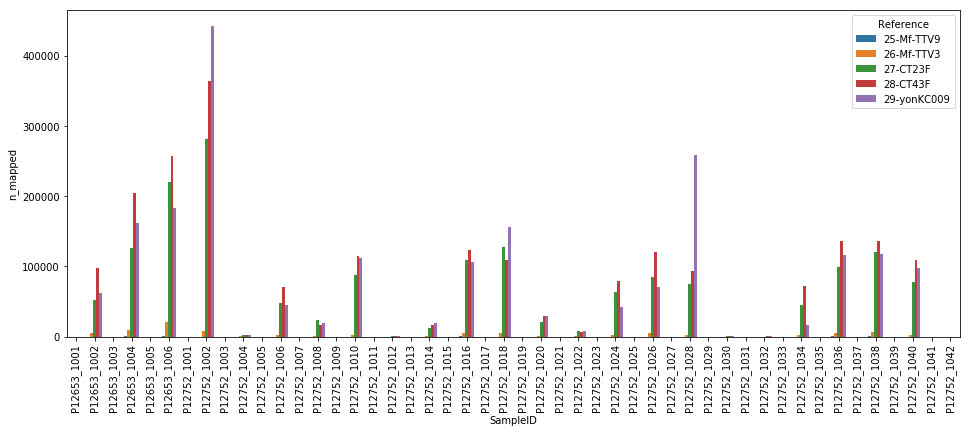 Reference
25-Mf-TTV9
26-Mf-TTV3
27-CT23F
28-CT43F
29-yonKC009
n_mapped
400000
300000
200000
100000
0
P12653_1001
P12653_1002
P12653_1003
P12653_1004
P12653_1005
P12653_1006
P12752_1001
P12752_1002
P12752_1003
P12752_1004
P12752_1005
P12752_1006
P12752_1007
P12752_1008
P12752_1009
P12752_1010
P12752_1011
P12752_1012
P12752_1013
P12752_1014
P12752_1015
P12752_1016
P12752_1017
P12752_1018
P12752_1019
P12752_1020
P12752_1021
P12752_1022
P12752_1023
P12752_1024
P12752_1025
P12752_1026
P12752_1027
P12752_1028
P12752_1029
P12752_1030
P12752_1031
P12752_1032
P12752_1033
P12752_1034
P12752_1035
P12752_1036
P12752_1037
P12752_1038
P12752_1039
P12752_1040
P12752_1041
P12752_1042
SampleID